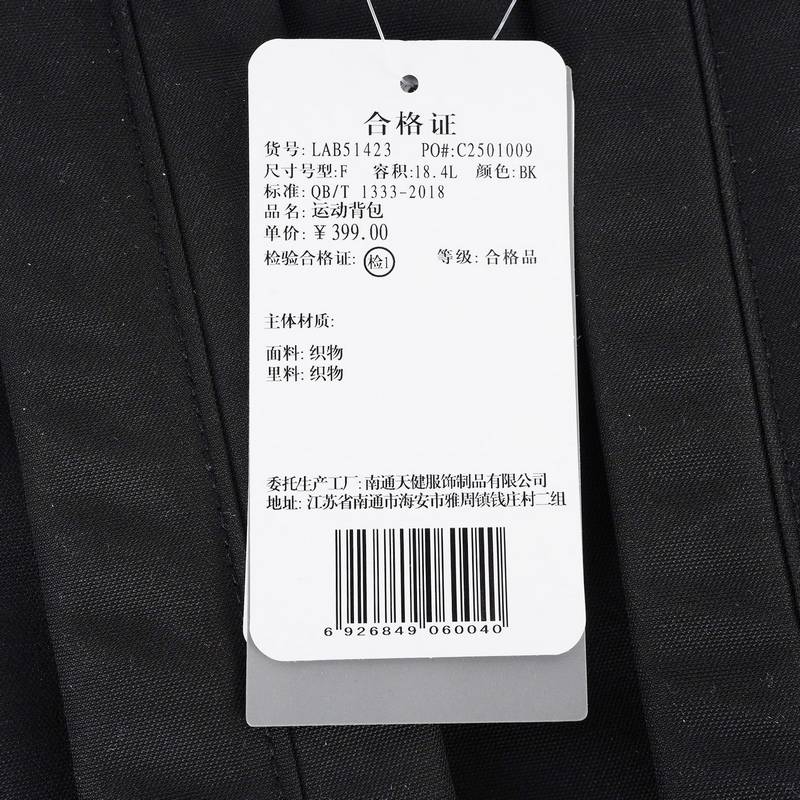 合格证
货号: LAB51423 PO#:C2501009
尺寸号型:F 容积:18.4L 颜色:BK
标准: QB/T 1333-2018
品名: 运动背包
单价: ¥399.00
检验合格证: 检1 等级: 合格品
主体材质:
面料: 织物
里料: 织物
委托生产工厂: 南通天健服饰制品有限公司
地址: 江苏省南通市海安市雅周镇钱庄村二组
6 926849 060040